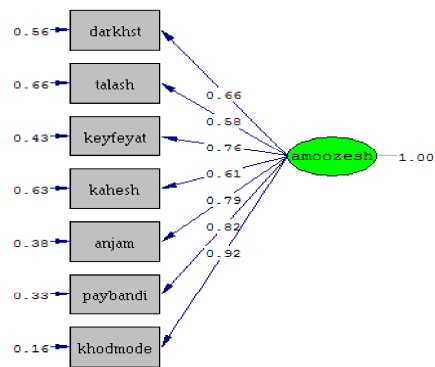 0.56 darkhst
0.66
0.66 talash
0.58
0.43 keyfeyat
0.76
amoozesh 1.00
0.63 kahesh
0.61
0.79
0.38 anjam
0.82
0.92
0.33 paybandi
0.16 khodmode